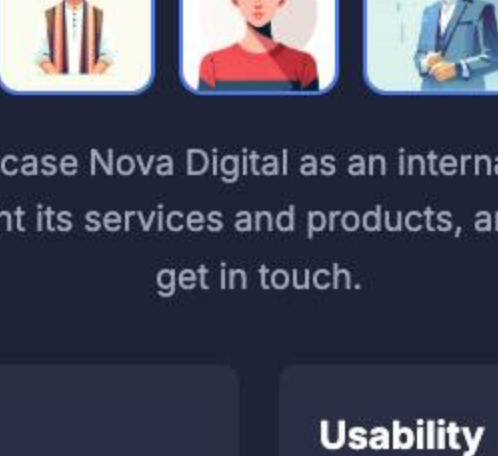 case Nova Digital as an interna
nt its services and products, a
get in touch.
Usability